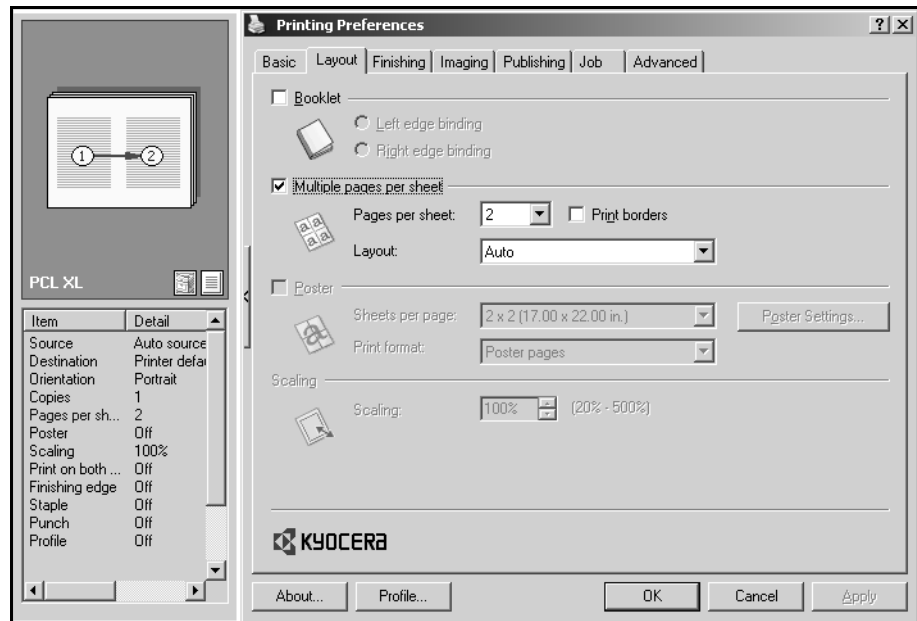 Printing Preferences
? X
Basic Layout Finishing Imaging Publishing Job Advanced
Booklet
Left edge binding
Right edge binding
1 2
Multiple pages per sheet
Pages per sheet: 2 Print borders
Layout: Auto
PCL XL
Poster
Sheets per page: 2 x 2 (17.00 x 22.00 in.) Poster Settings...
Print format: Poster pages
Item Detail
Source Auto source
Destination Printer defau
Orientation Portrait
Copies 1
Pages per sh... 2
Poster Off
Scaling 100%
Print on both ... Off
Finishing edge Off
Staple Off
Punch Off
Profile Off
Scaling
Scaling: 100% (20% - 500%)
KYOCERA
About... Profile... OK Cancel Apply